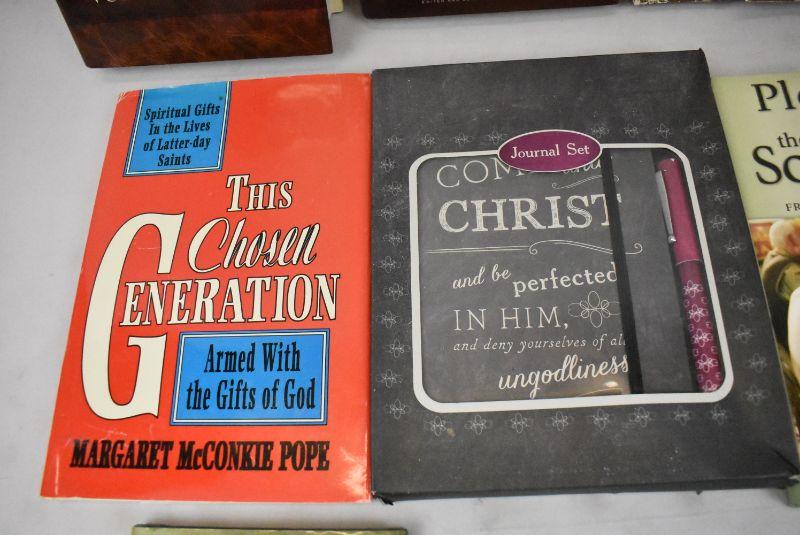 Spiritual Gifts
In the Lives
of Latter-day
Saints
THIS
Chosen
GENERATION
Armed With
the Gifts of God
MARGARET McCONKIE POPE
Journal Set
CHRIST
and be perfected
IN HIM,
and deny yourselves of
ungodliness
the